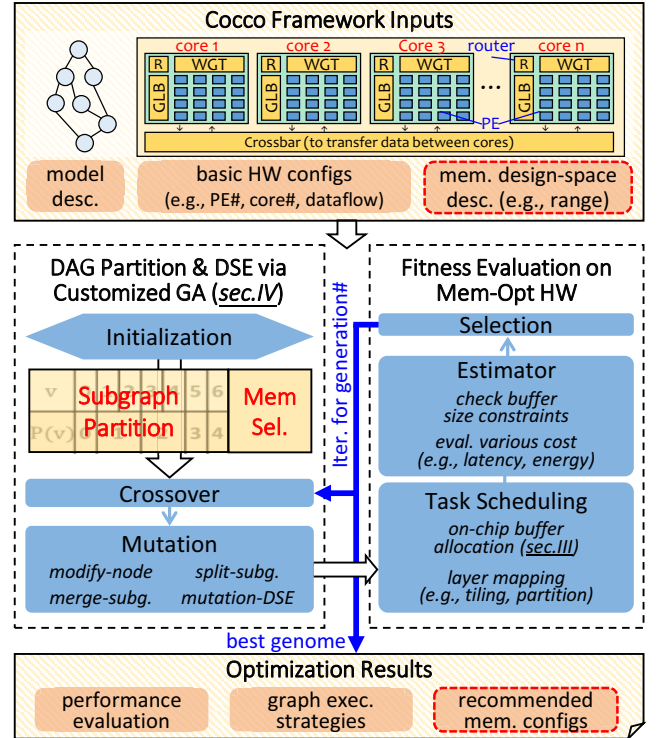 Cocco Framework Inputs
core 1
core 2
Core 3
router
core n
R
WGT
R
WGT
R
WGT
R
WGT
GLB
GLB
GLB
...
GLB
PE
Crossbar (to transfer data between cores)
model
desc.
basic HW configs
(e.g., PE#, core#, dataflow)
mem. design-space
desc. (e.g., range)
DAG Partition & DSE via
Customized GA (sec.IV)
Initialization
v
2
3
4
5
6
Subgraph
Partition
P(v)
0
1
3
4
Mem
Sel.
Crossover
Mutation
modify-node
split-subg.
merge-subg.
mutation-DSE
Iter. for generation#
Fitness Evaluation on
Mem-Opt HW
Selection
Estimator
check buffer
size constraints
eval. various cost
(e.g., latency, energy)
Task Scheduling
on-chip buffer
allocation (sec.III)
layer mapping
(e.g., tiling, partition)
best genome
Optimization Results
performance
evaluation
graph exec.
strategies
recommended
mem. configs